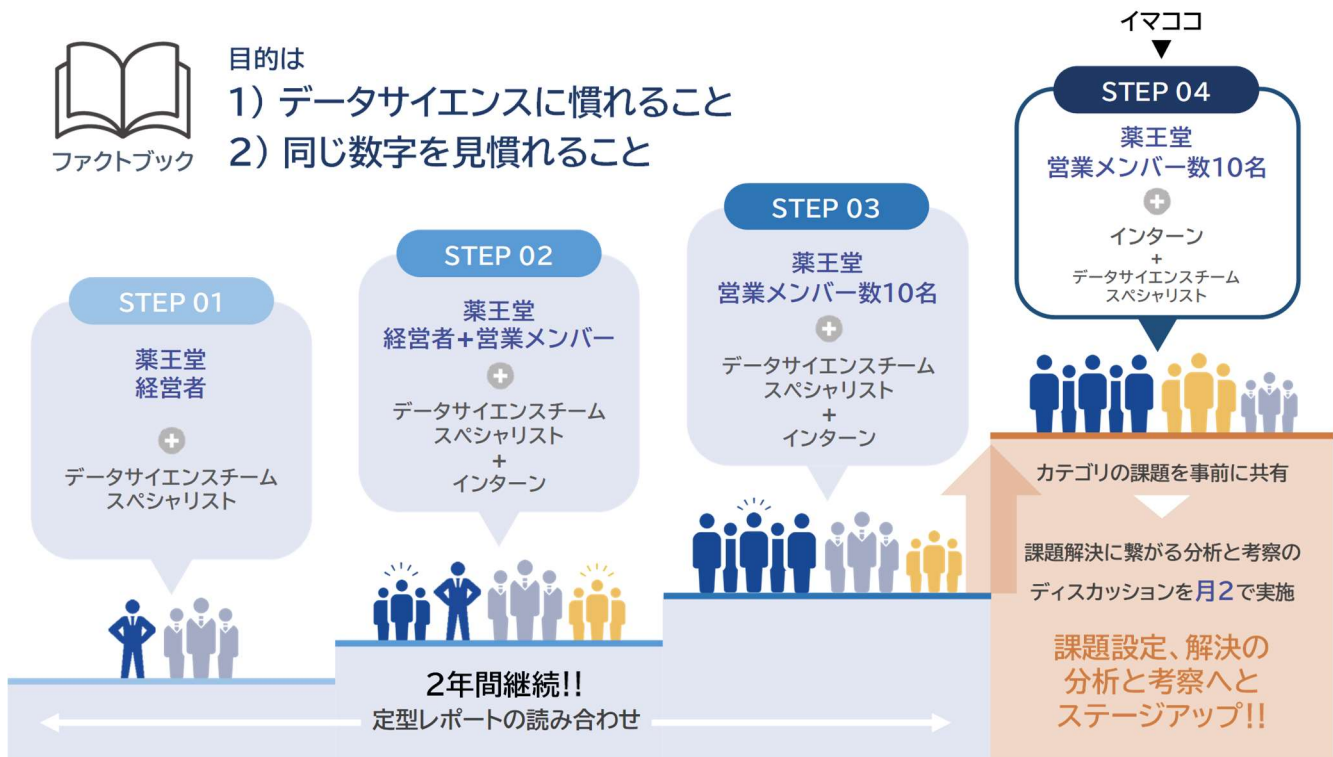 ファクトブック
目的は
1) データサイエンスに慣れること
2) 同じ数字を見慣れること
STEP 01
薬王堂
経営者
+
データサイエンスチーム
スペシャリスト
STEP 02
薬王堂
経営者+営業メンバー
+
データサイエンスチーム
スペシャリスト
+
インターン
STEP 03
薬王堂
営業メンバー数10名
+
データサイエンスチーム
スペシャリスト
+
インターン
2年間継続!!
定型レポートの読み合わせ
イマココ
▼
STEP 04
薬王堂
営業メンバー数10名
+
インターン
+
データサイエンスチーム
スペシャリスト
カテゴリの課題を事前に共有
課題解決に繋がる分析と考察の
ディスカッションを月2で実施
課題設定、解決の
分析と考察へと
ステージアップ!!